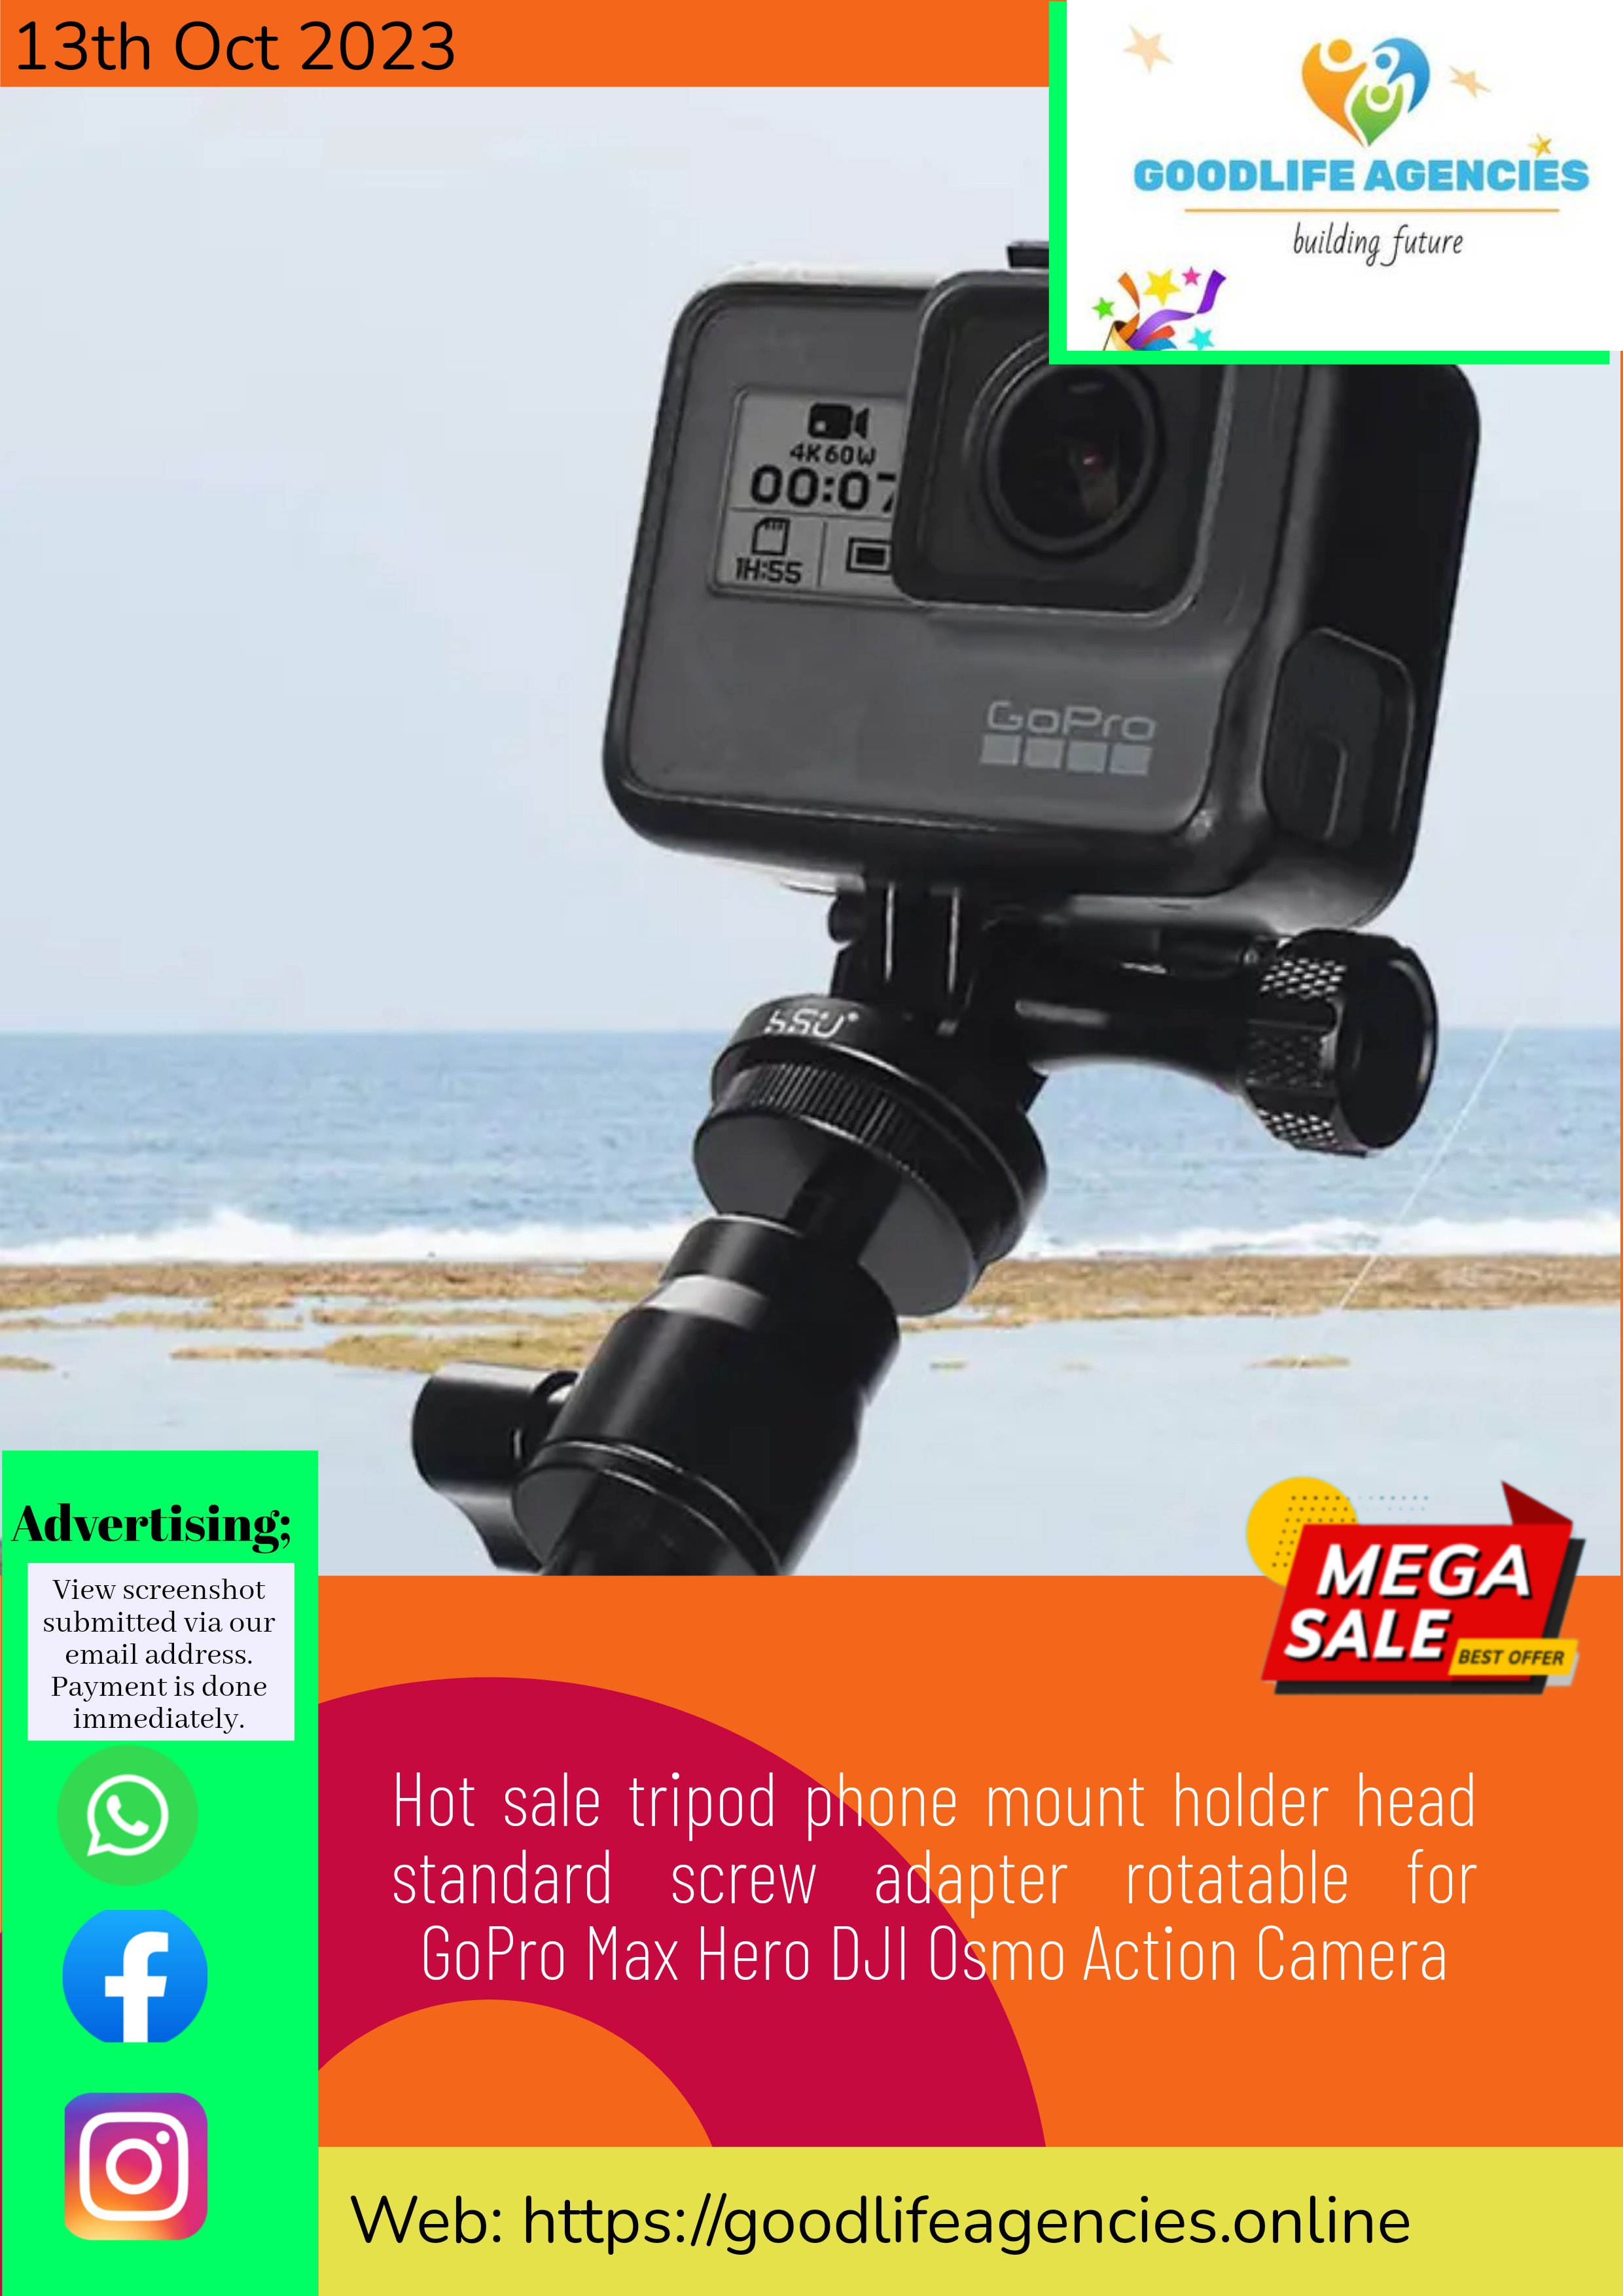 13th Oct 2023
GOODLIFE AGENCIES
building future
4K60W
00:07
1H:55
GoPro
Advertising;
View screenshot
submitted via our
email address.
Payment is done
immediately.
MEGA
SALE
BEST OFFER
Hot sale tripod phone mount holder head
standard screw adapter rotatable for
GoPro Max Hero DJI Osmo Action Camera
Web: https://goodlifeagencies.online